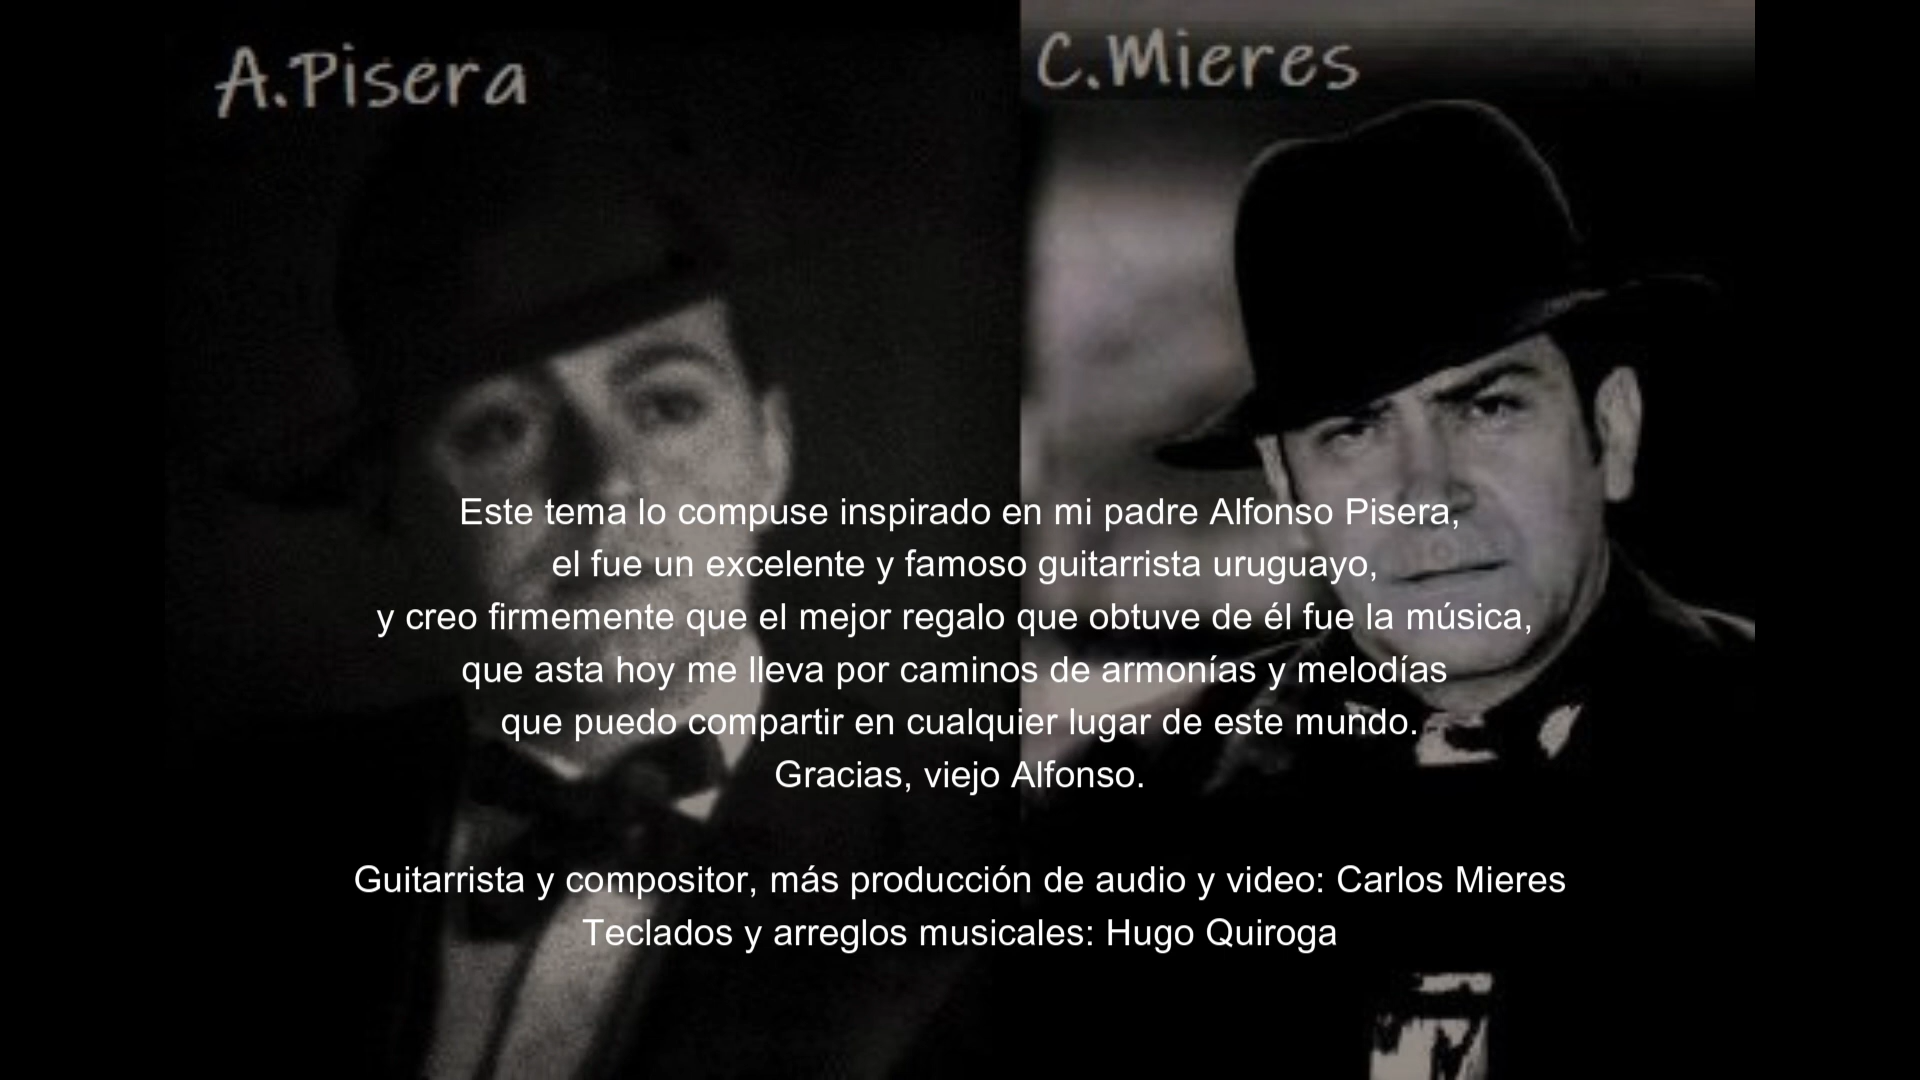 A.Pisera
C.Mieres
Este tema lo compuse inspirado en mi padre Alfonso Pisera,
el fue un excelente y famoso guitarrista uruguayo,
y creo firmemente que el mejor regalo que obtuve de él fue la música,
que asta hoy me lleva por caminos de armonías y melodías
que puedo compartir en cualquier lugar de este mundo.
Gracias, viejo Alfonso.
Guitarrista y compositor, más producción de audio y video: Carlos Mieres
Teclados y arreglos musicales: Hugo Quiroga